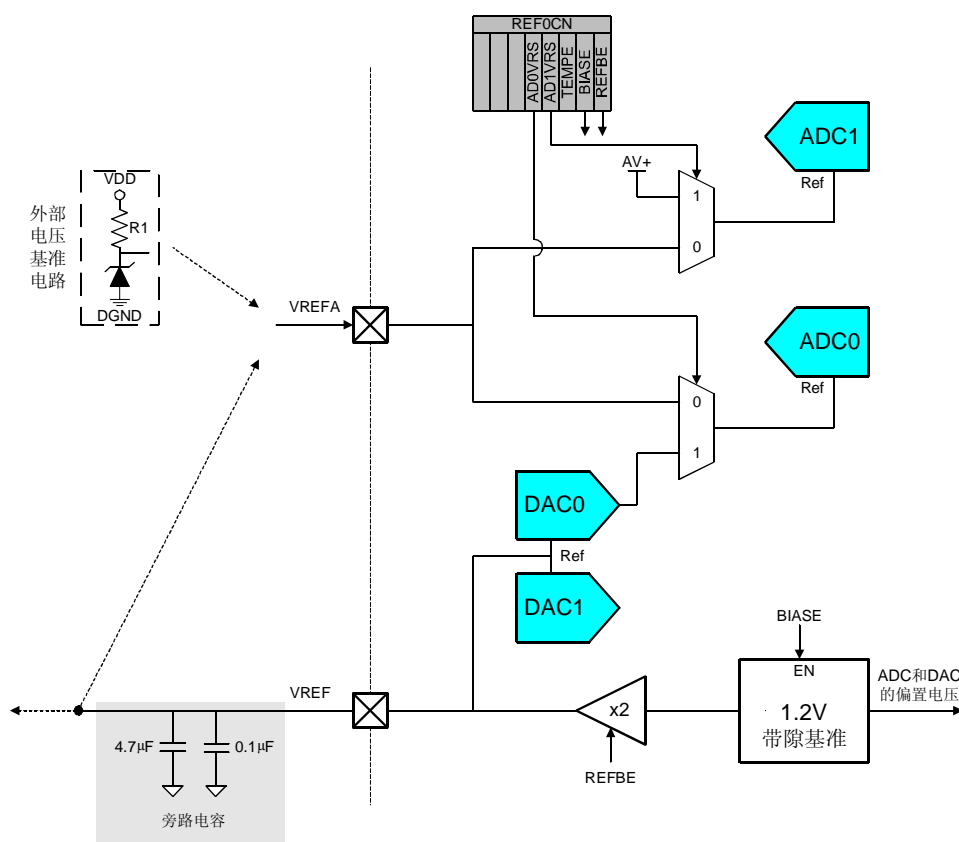 REF0CN
AD0VRS
AD1VRS
TEMPE
BIASE
REFBE
ADC1
Ref
AV+
1
0
VDD
R1
DGND
外部
电压
基准
电路
VREFA
ADC0
Ref
0
1
DAC0
Ref
DAC1
BIASE
EN
1.2V
带隙基准
ADC和DAC
的偏置电压
VREF
x2
REFBE
4.7μF
0.1μF
旁路电容